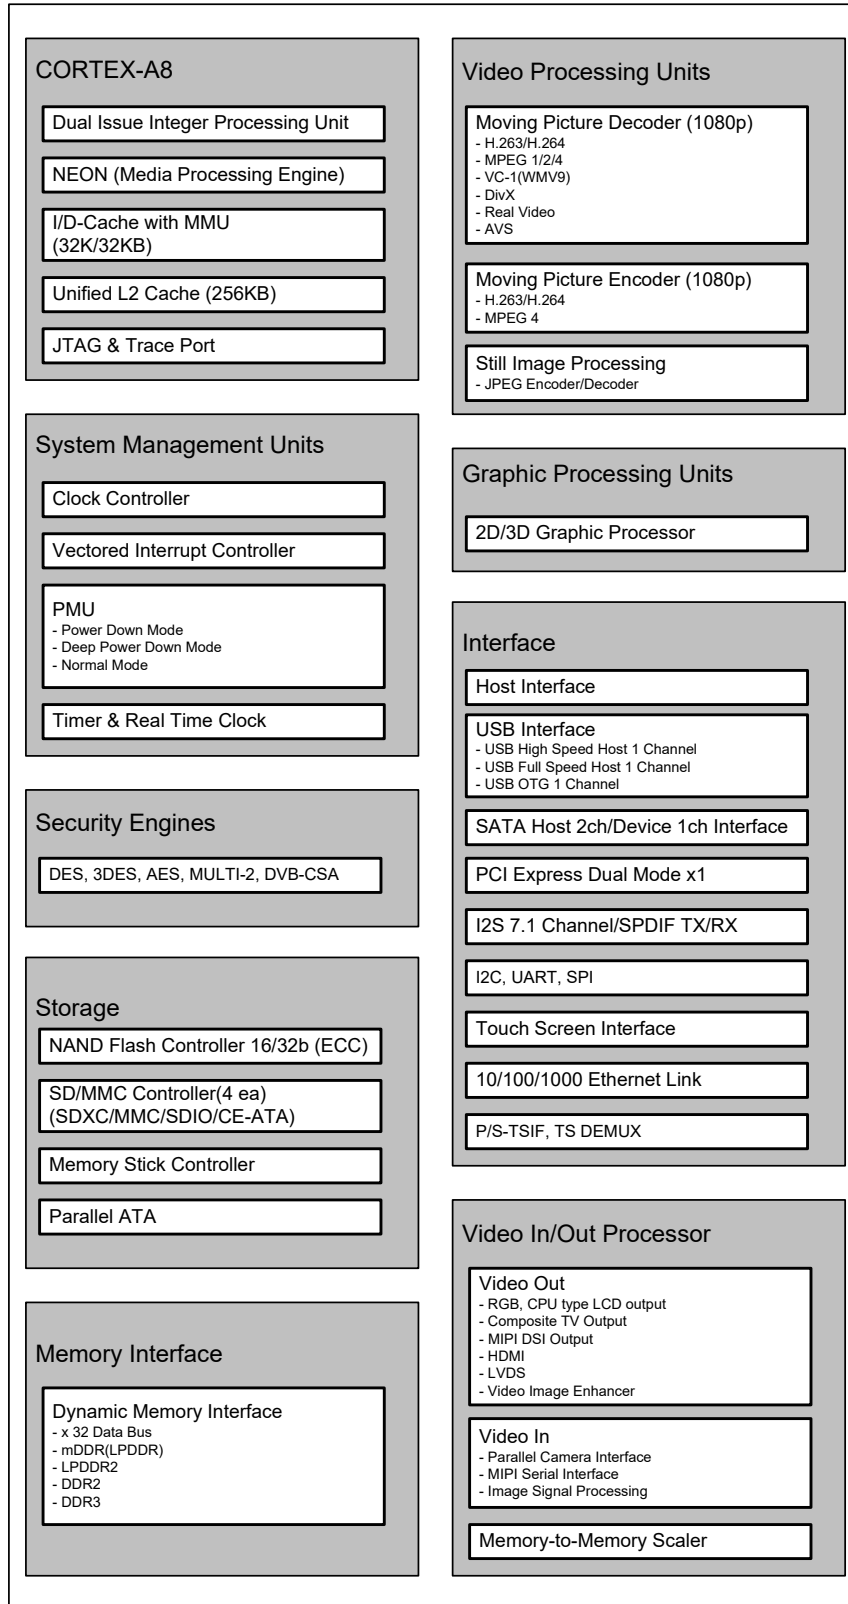 CORTEX-A8
Dual Issue Integer Processing Unit
NEON (Media Processing Engine)
I/D-Cache with MMU
(32K/32KB)
Unified L2 Cache (256KB)
JTAG & Trace Port
System Management Units
Clock Controller
Vectored Interrupt Controller
PMU
- Power Down Mode
- Deep Power Down Mode
- Normal Mode
Timer & Real Time Clock
Security Engines
DES, 3DES, AES, MULTI-2, DVB-CSA
Storage
NAND Flash Controller 16/32b (ECC)
SD/MMC Controller(4 ea)
(SDXC/MMC/SDIO/CE-ATA)
Memory Stick Controller
Parallel ATA
Memory Interface
Dynamic Memory Interface
- x 32 Data Bus
- mDDR(LPDDR)
- LPDDR2
- DDR2
- DDR3
Video Processing Units
Moving Picture Decoder (1080p)
- H.263/H.264
- MPEG 1/2/4
- VC-1(WMV9)
- DivX
- Real Video
- AVS
Moving Picture Encoder (1080p)
- H.263/H.264
- MPEG 4
Still Image Processing
- JPEG Encoder/Decoder
Graphic Processing Units
2D/3D Graphic Processor
Interface
Host Interface
USB Interface
- USB High Speed Host 1 Channel
- USB Full Speed Host 1 Channel
- USB OTG 1 Channel
SATA Host 2ch/Device 1ch Interface
PCI Express Dual Mode x1
I2S 7.1 Channel/SPDIF TX/RX
I2C, UART, SPI
Touch Screen Interface
10/100/1000 Ethernet Link
P/S-TSIF, TS DEMUX
Video In/Out Processor
Video Out
- RGB, CPU type LCD output
- Composite TV Output
- MIPI DSI Output
- HDMI
- LVDS
- Video Image Enhancer
Video In
- Parallel Camera Interface
- MIPI Serial Interface
- Image Signal Processing
Memory-to-Memory Scaler